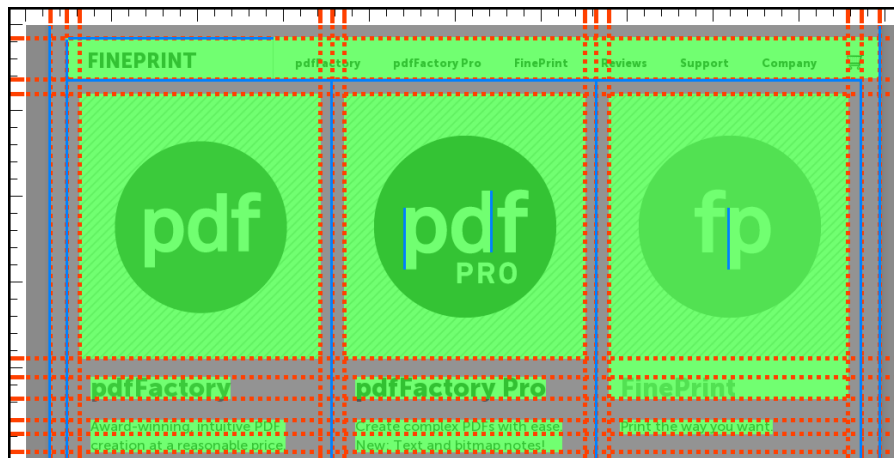 FINEPRINT
pdfFactory pdfFactory Pro FinePrint Reviews Support Company
pdf
pdf
PRO
fp
pdfFactory
pdfFactory Pro
FinePrint
Award-winning, intuitive PDF
creation at a reasonable price.
Create complex PDFs with ease.
New: Text and bitmap notes!
Print the way you want.